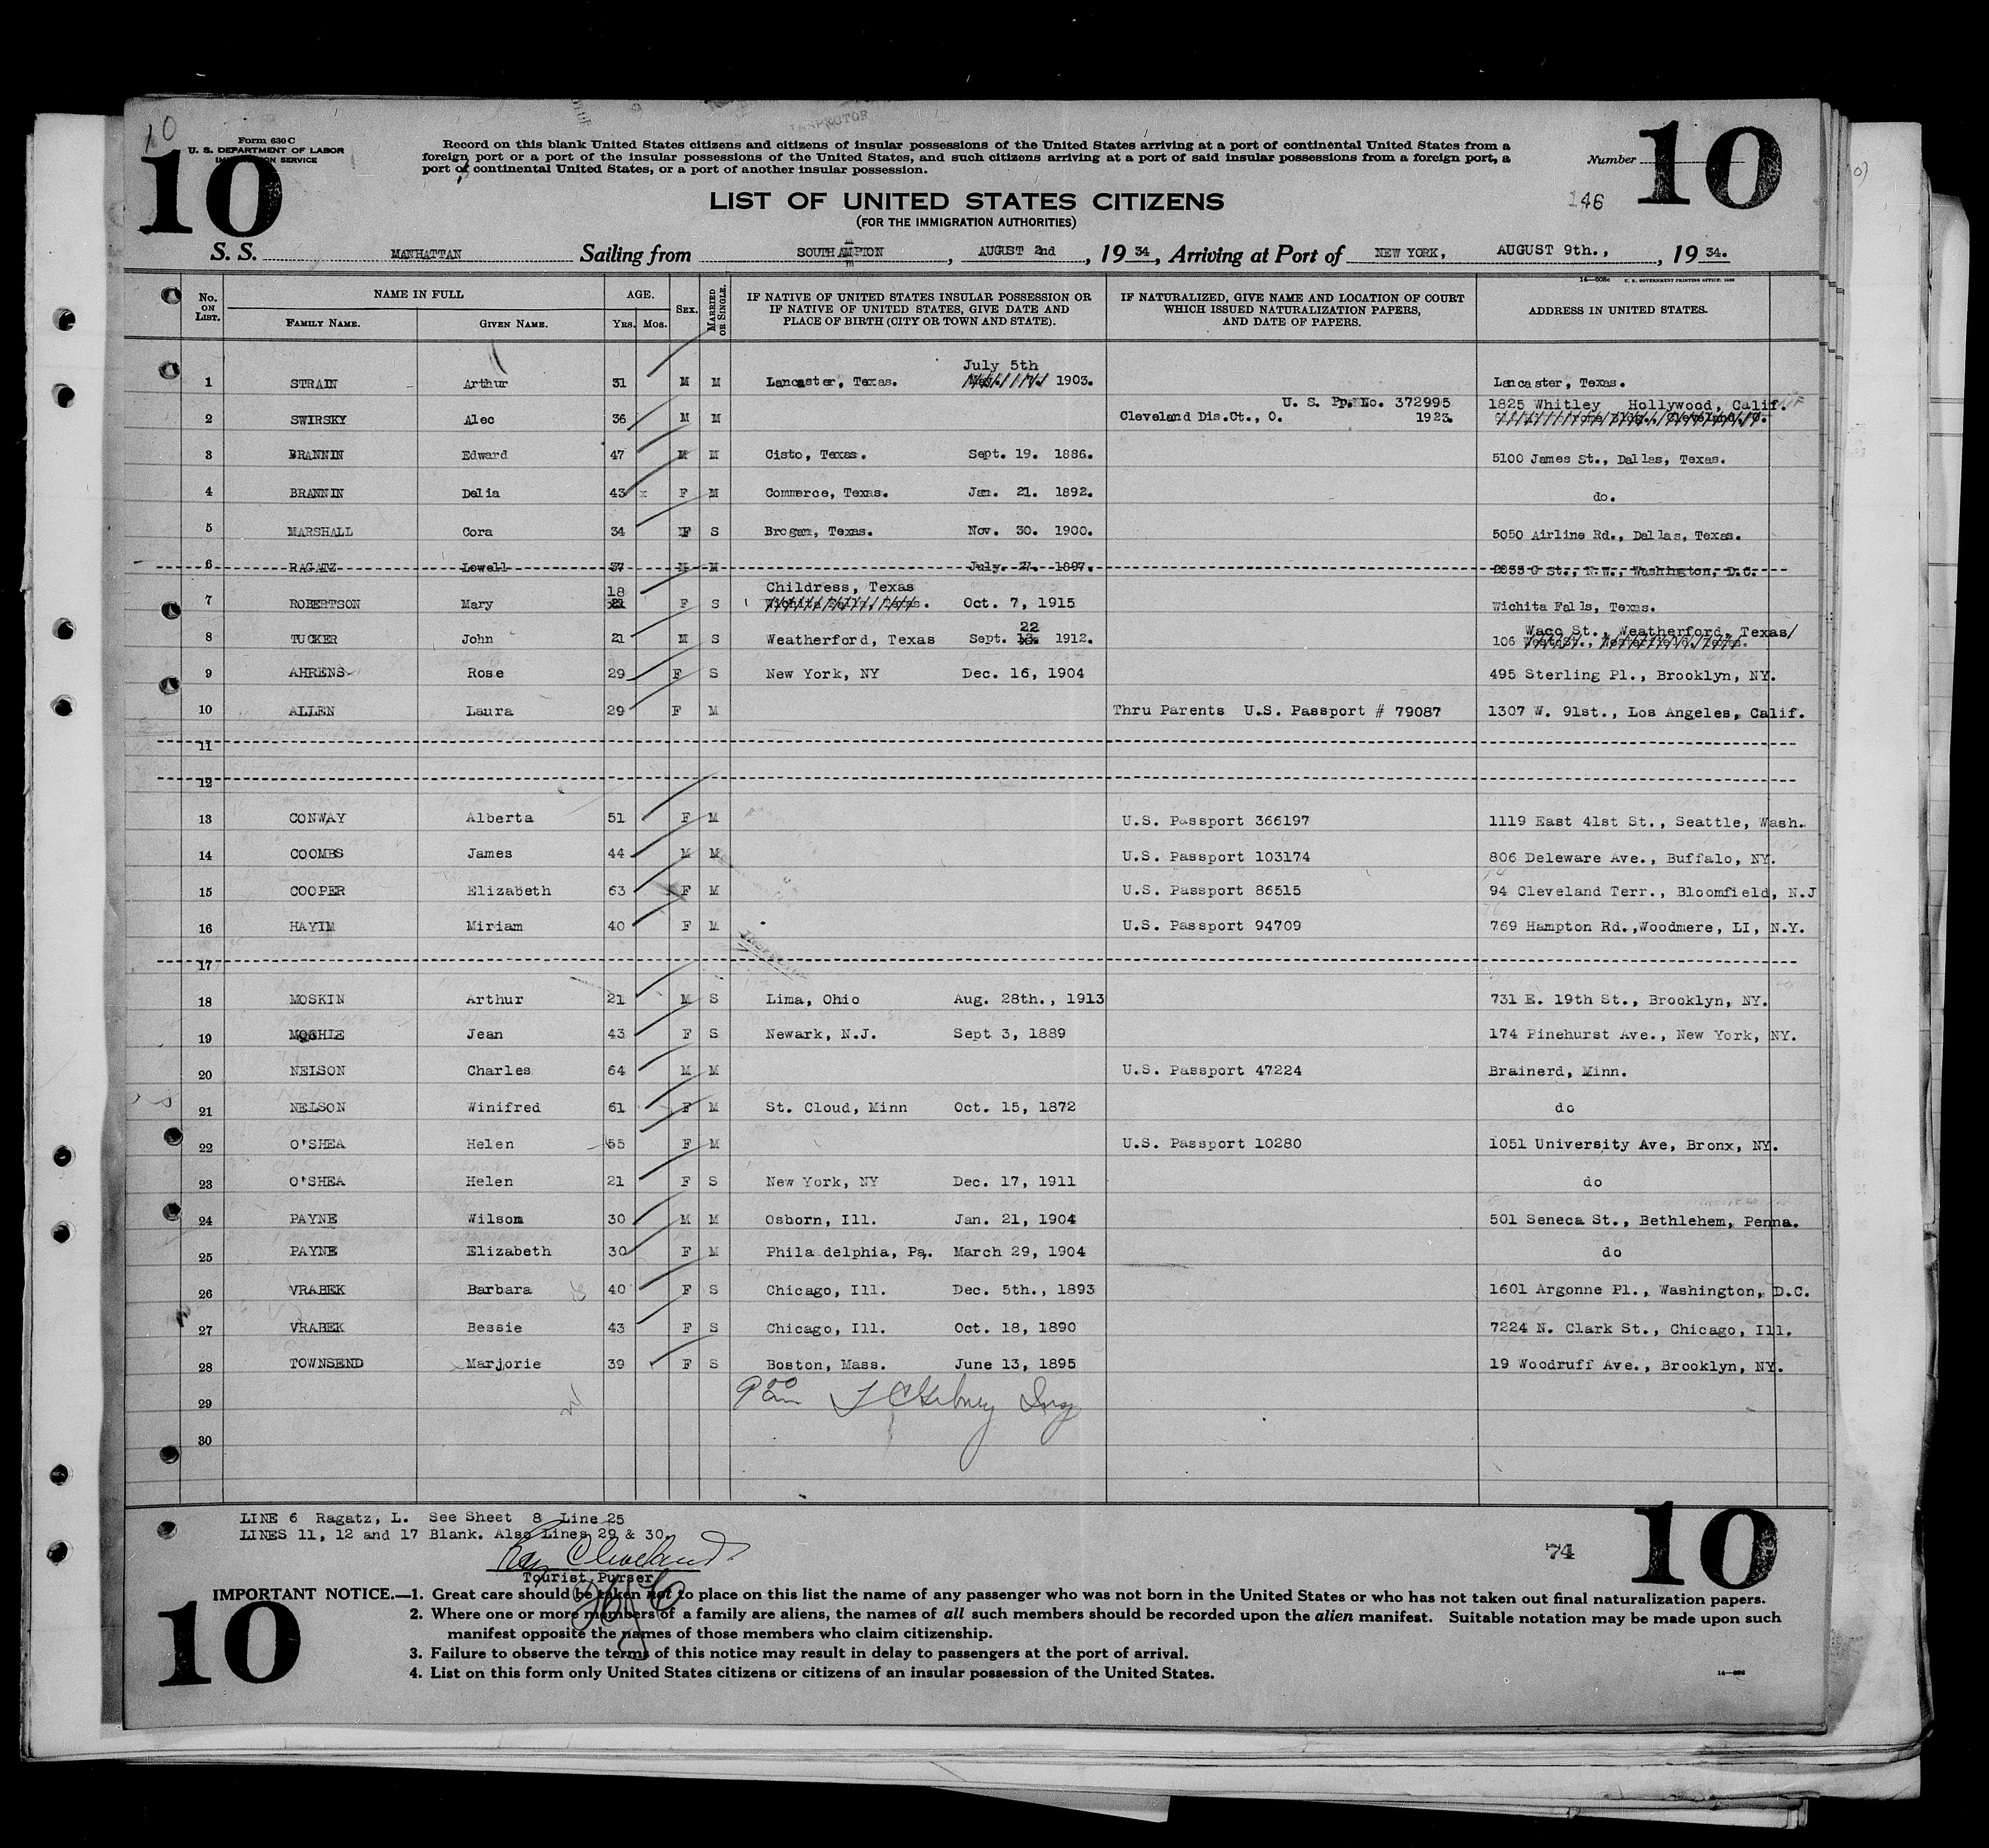 10
Form 630 C
U. S. DEPARTMENT OF LABOR
IMMIGRATION SERVICE
10
Record on this blank United States citizens and citizens of insular possessions of the United States arriving at a port of continental United States from a
foreign port or a port of the insular possessions of the United States, and such citizens arriving at a port of said insular possessions from a foreign port, a
port of continental United States, or a port of another insular possession.
Number
10
LIST OF UNITED STATES CITIZENS
(FOR THE IMMIGRATION AUTHORITIES)
146
S. S. MANHATTAN Sailing from SOUTHAMPTON, AUGUST 2nd, 1934, Arriving at Port of NEW YORK, AUGUST 9th., , 1934.
No. ON LIST. NAME IN FULL FAMILY NAME. GIVEN NAME. AGE. YRS. MOS. SEX. MARRIED OR SINGLE. IF NATIVE OF UNITED STATES INSULAR POSSESSION OR IF NATIVE OF UNITED STATES, GIVE DATE AND PLACE OF BIRTH (CITY OR TOWN AND STATE). IF NATURALIZED, GIVE NAME AND LOCATION OF COURT WHICH ISSUED NATURALIZATION PAPERS, AND DATE OF PAPERS. ADDRESS IN UNITED STATES.
July 5th
1 STRAIN Arthur 31 M M Lancaster, Texas. 1903. Lancaster, Texas.
U. S. Pp. No. 372995 1825 Whitley Hollywood, Calif.
2 SWIRSKY Alec 36 M M Cleveland Dis.Ct., O. 1923.
3 BRANNIN Edward 47 M M Cisto, Texas. Sept. 19. 1886. 5100 James St., Dallas, Texas.
4 BRANNIN Delia 43 x F M Commerce, Texas. Jan. 21. 1892. do.
5 MARSHALL Cora 34 F S Brogan, Texas. Nov. 30. 1900. 5050 Airline Rd., Dallas, Texas.
6 RAGATZ Lowell 37 M M July. 27. 1897. 2033 G St., N.W., Washington, D.C.
18 Childress, Texas
7 ROBERTSON Mary 21 F S Wichita Falls, Texas. Oct. 7, 1915 Wichita Falls, Texas.
22 Waco St., Weatherford, Texas/
8 TUCKER John 21 M S Weatherford, Texas Sept. 1912. 106
9 AHRENS Rose 29 F S New York, NY Dec. 16, 1904 495 Sterling Pl., Brooklyn, NY.
10 ALLEN Laura 29 F M Thru Parents U.S. Passport # 79087 1307 W. 91st., Los Angeles, Calif.
11
12
13 CONWAY Alberta 51 F M U.S. Passport 366197 1119 East 41st St., Seattle, Wash.
14 COOMBS James 44 M M U.S. Passport 103174 806 Deleware Ave., Buffalo, NY.
15 COOPER Elizabeth 63 F M U.S. Passport 86515 94 Cleveland Terr., Bloomfield, N.J
16 HAYIM Miriam 40 F M U.S. Passport 94709 769 Hampton Rd.,Woodmere, LI, N.Y.
17
18 MOSKIN Arthur 21 M S Lima, Ohio Aug. 28th., 1913 731 E. 19th St., Brooklyn, NY.
19 Jean 43 F S Newark, N.J. Sept 3, 1889 174 Pinehurst Ave., New York, NY.
20 NELSON Charles 64 M M U.S. Passport 47224 Brainerd, Minn.
21 NELSON Winifred 61 F M St. Cloud, Minn Oct. 15, 1872 do
22 O'SHEA Helen 55 F M U.S. Passport 10280 1051 University Ave, Bronx, NY.
23 O'SHEA Helen 21 F S New York, NY Dec. 17, 1911 do
24 PAYNE Wilson 30 M M Osborn, Ill. Jan. 21, 1904 501 Seneca St., Bethlehem, Penna.
25 PAYNE Elizabeth 30 F M Phila delphia, Pa. March 29, 1904 do
26 VRABEK Barbara 40 F S Chicago, Ill. Dec. 5th., 1893 1601 Argonne Pl., Washington, D.C.
27 VRABEK Bessie 43 F S Chicago, Ill. Oct. 18, 1890 7224 N. Clark St., Chicago, Ill.
28 TOWNSEND Marjorie 39 F S Boston, Mass. June 13, 1895 19 Woodruff Ave., Brooklyn, NY.
29
30
LINE 6 Ragatz, L. See Sheet 8 Line 25
LINES 11, 12 and 17 Blank. Also Lines 29 & 30.
Cleveland
Tourist Purser
74
10
IMPORTANT NOTICE.—1. Great care should be taken not to place on this list the name of any passenger who was not born in the United States or who has not taken out final naturalization papers.
2. Where one or more members of a family are aliens, the names of all such members should be recorded upon the alien manifest. Suitable notation may be made upon such
manifest opposite the names of those members who claim citizenship.
3. Failure to observe the terms of this notice may result in delay to passengers at the port of arrival.
4. List on this form only United States citizens or citizens of an insular possession of the United States.
10